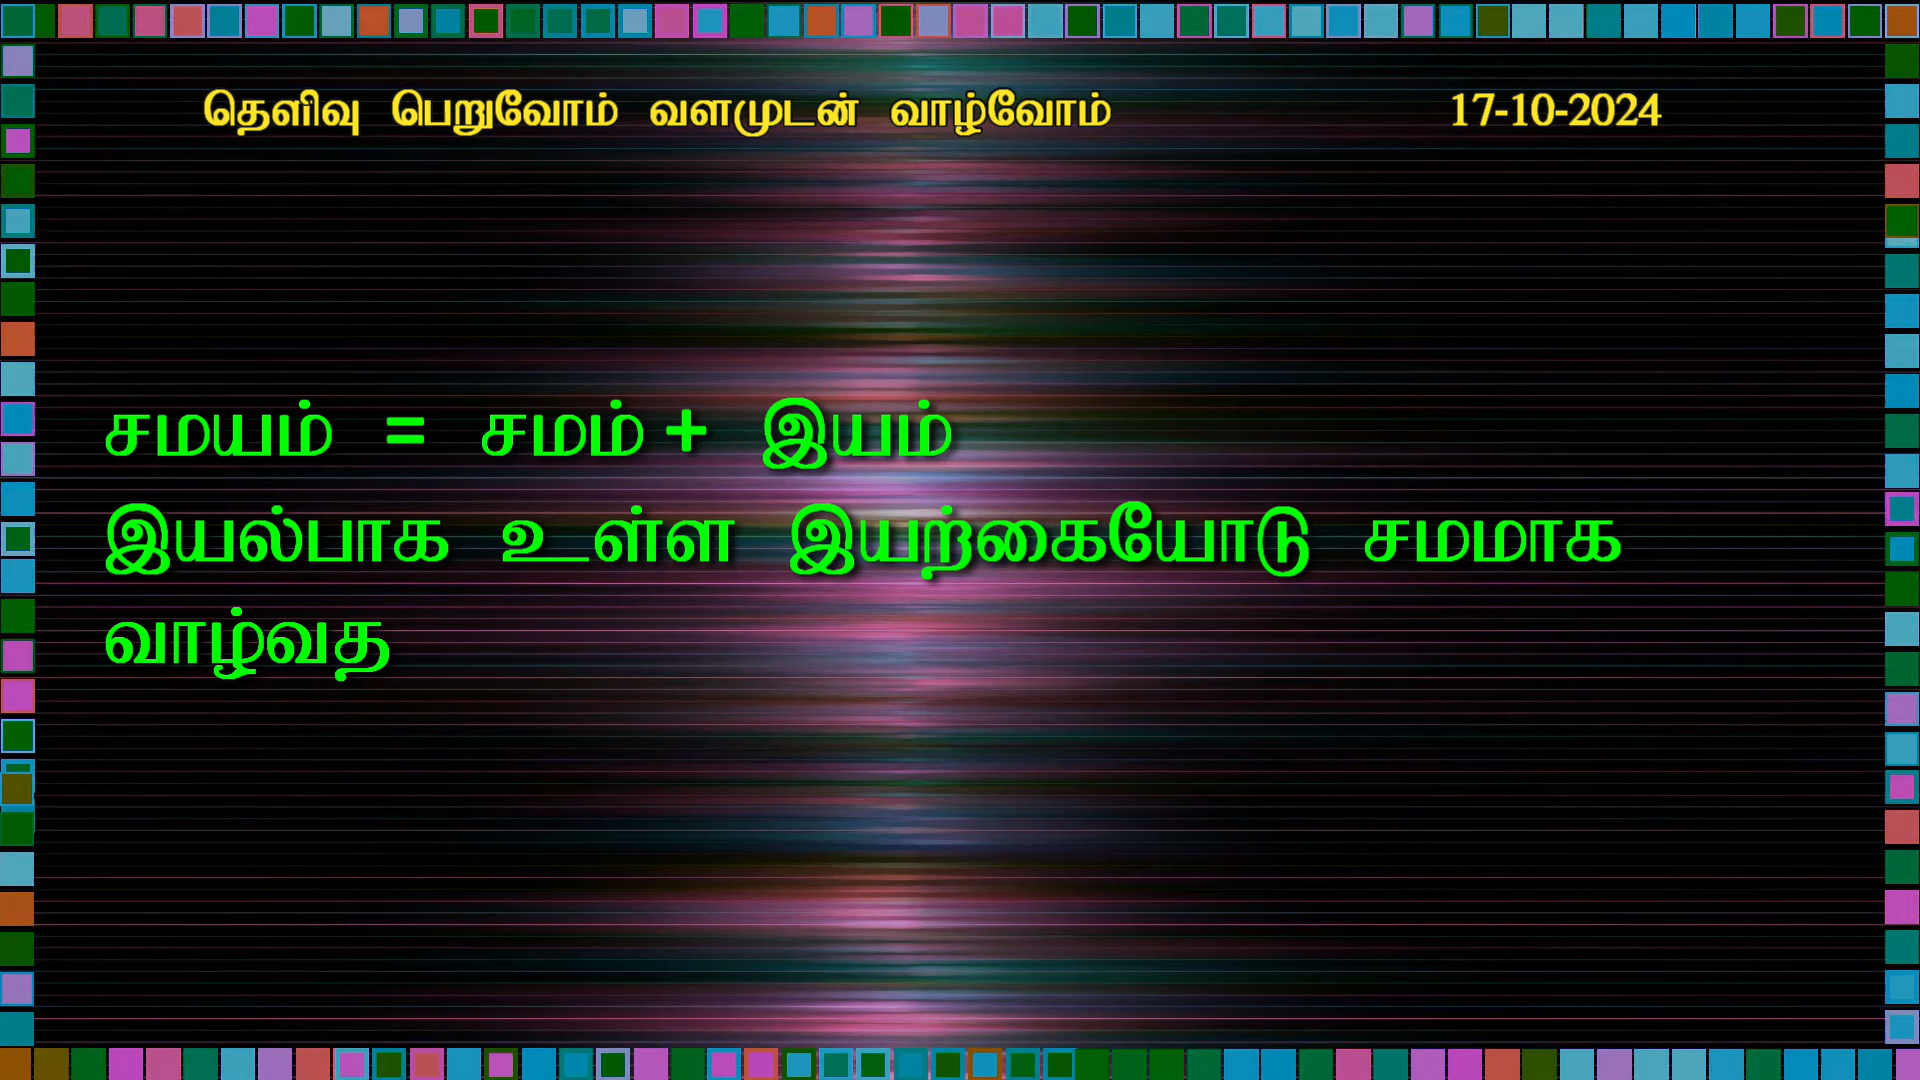 தெளிவு பெறுவோம் வளமுடன் வாழ்வோம் 17-10-2024
சமயம் = சமம் + இயம்
இயல்பாக உள்ள இயற்கையோடு சமமாக
வாழ்வத